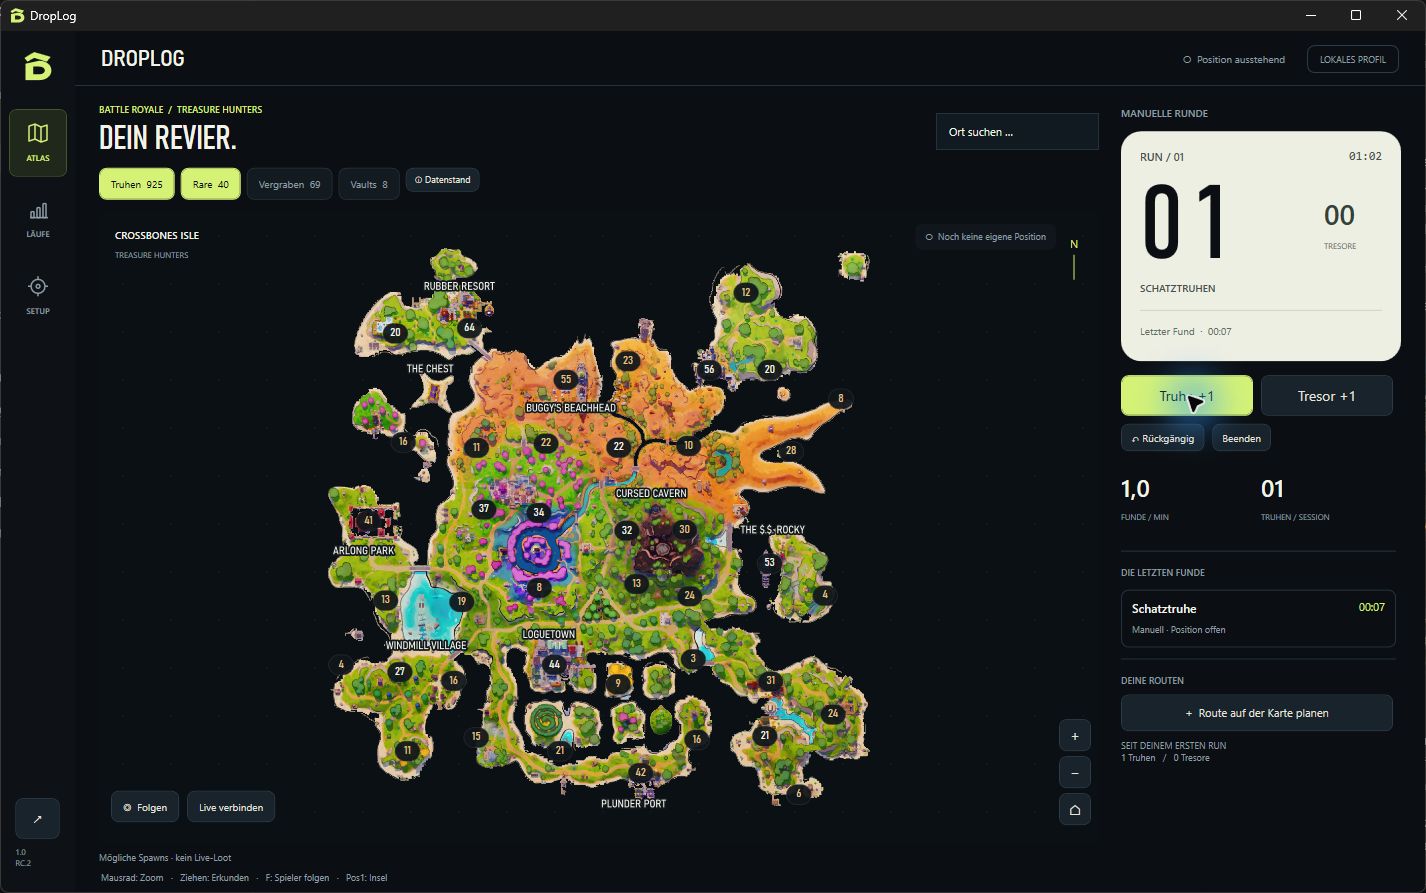 DropLog
DROPLOG
Position ausstehend
LOKALES PROFIL
ATLAS
LÄUFE
SETUP
1.0
RC.2
BATTLE ROYALE / TREASURE HUNTERS
DEIN REVIER.
Ort suchen ...
Truhen 925
Rare 40
Vergraben 69
Vaults 8
Datenstand
CROSSBONES ISLE
TREASURE HUNTERS
Noch keine eigene Position
N
RUBBER RESORT
12
20
64
THE CHEST
23
55
56
20
BUGGY'S BEACHHEAD
8
16
11
22
22
10
28
CURSED CAVERN
37
34
41
32
30
THE $.$. ROCKY
ARLONG PARK
53
8
13
13
19
24
4
LOGUETOWN
WINDMILL VILLAGE
4
27
44
3
16
9
31
24
15
16
21
11
21
42
6
PLUNDER PORT
+
−
Folgen
Live verbinden
Mögliche Spawns · kein Live-Loot
Mausrad: Zoom · Ziehen: Erkunden · F: Spieler folgen · Pos1: Insel
MANUELLE RUNDE
RUN / 01
01:02
01
00
TRESORE
SCHATZTRUHEN
Letzter Fund · 00:07
+1
Tresor +1
Rückgängig
Beenden
1,0
01
FUNDE / MIN
TRUHEN / SESSION
DIE LETZTEN FUNDE
Schatztruhe
00:07
Manuell · Position offen
DEINE ROUTEN
+ Route auf der Karte planen
SEIT DEINEM ERSTEN RUN
1 Truhen / 0 Tresore